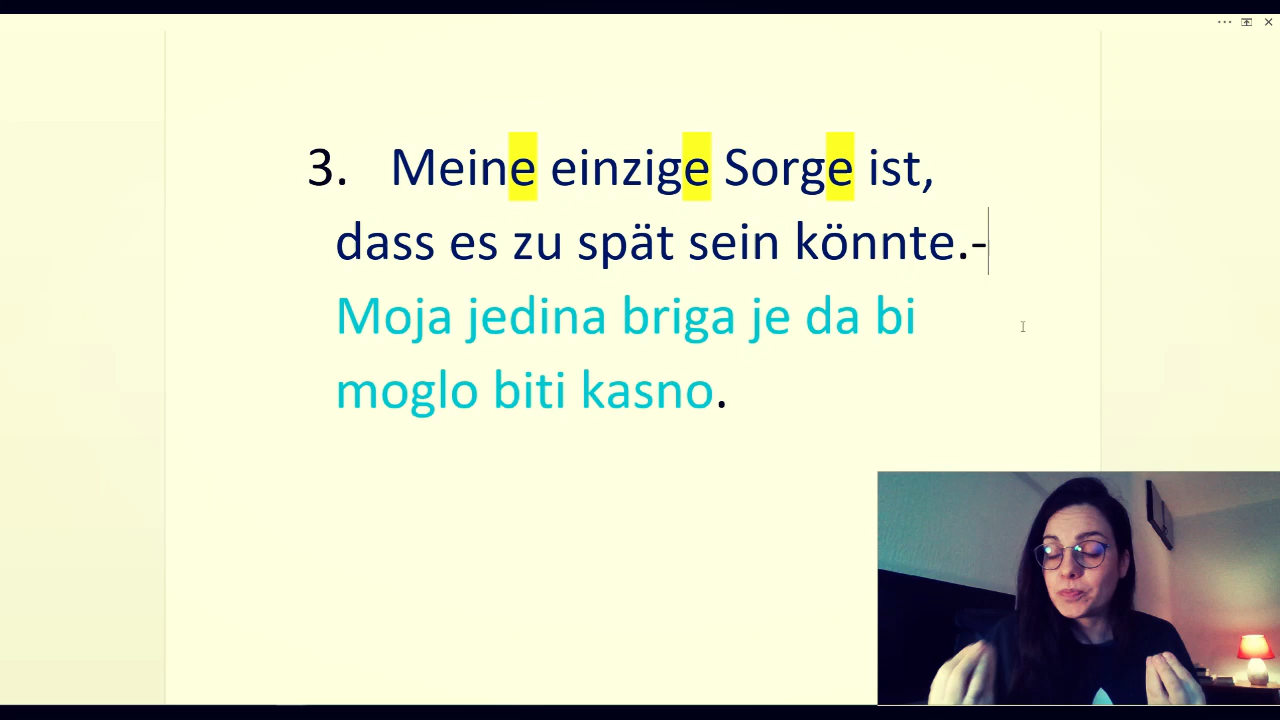 3. Meine einzige Sorge ist,
dass es zu spät sein könnte.-
Moja jedina briga je da bi
moglo biti kasno.